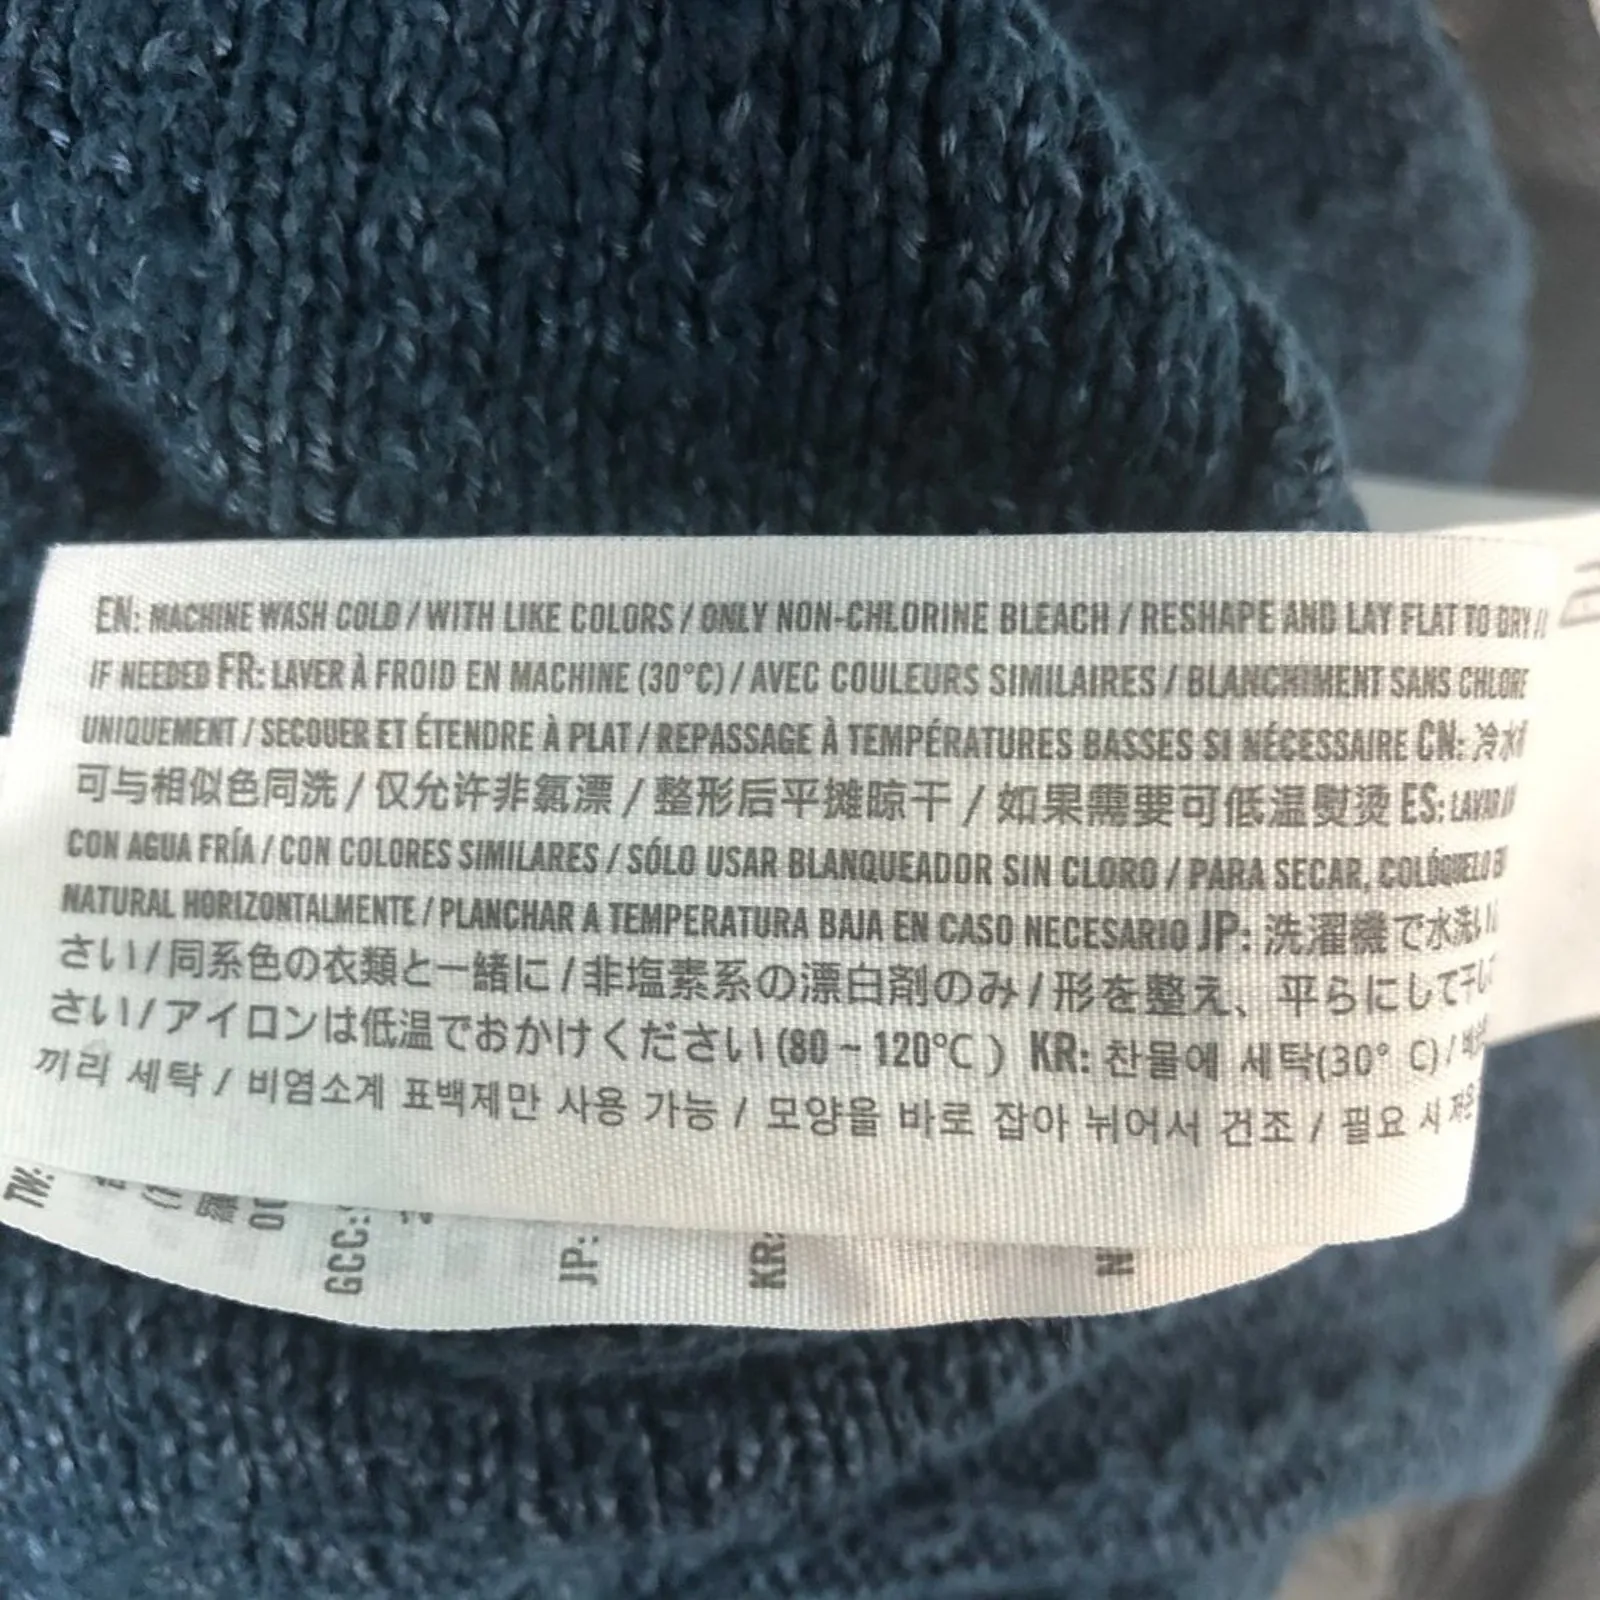 EN: MACHINE WASH COLD / WITH LIKE COLORS / ONLY NON-CHLORINE BLEACH / RESHAPE AND LAY FLAT TO DRY /
IF NEEDED FR: LAVER À FROID EN MACHINE (30°C) / AVEC COULEURS SIMILAIRES / BLANCHIMENT SANS CHLORE
UNIQUEMENT / SECOUER ET ÉTENDRE À PLAT / REPASSAGE À TEMPÉRATURES BASSES SI NÉCESSAIRE CN: 冷水
可与相似色同洗 / 仅允许非氯漂 / 整形后平摊晾干 / 如果需要可低温熨烫 ES: LAVAR
CON AGUA FRÍA / CON COLORES SIMILARES / SÓLO USAR BLANQUEADOR SIN CLORO / PARA SECAR, COLÓQUELO
NATURAL HORIZONTALMENTE / PLANCHAR A TEMPERATURA BAJA EN CASO NECESARIO JP: 洗濯機で水洗い
さい/同系色の衣類と一緒に/非塩素系の漂白剤のみ/形を整え、平らにして干し
さい/アイロンは低温でおかけください(80~120℃) KR: 찬물에 세탁(30° C) /
끼리 세탁 / 비염소계 표백제만 사용 가능 / 모양을 바로 잡아 뉘어서 건조 / 필요 시
TW:
GCC:
JP:
KR: